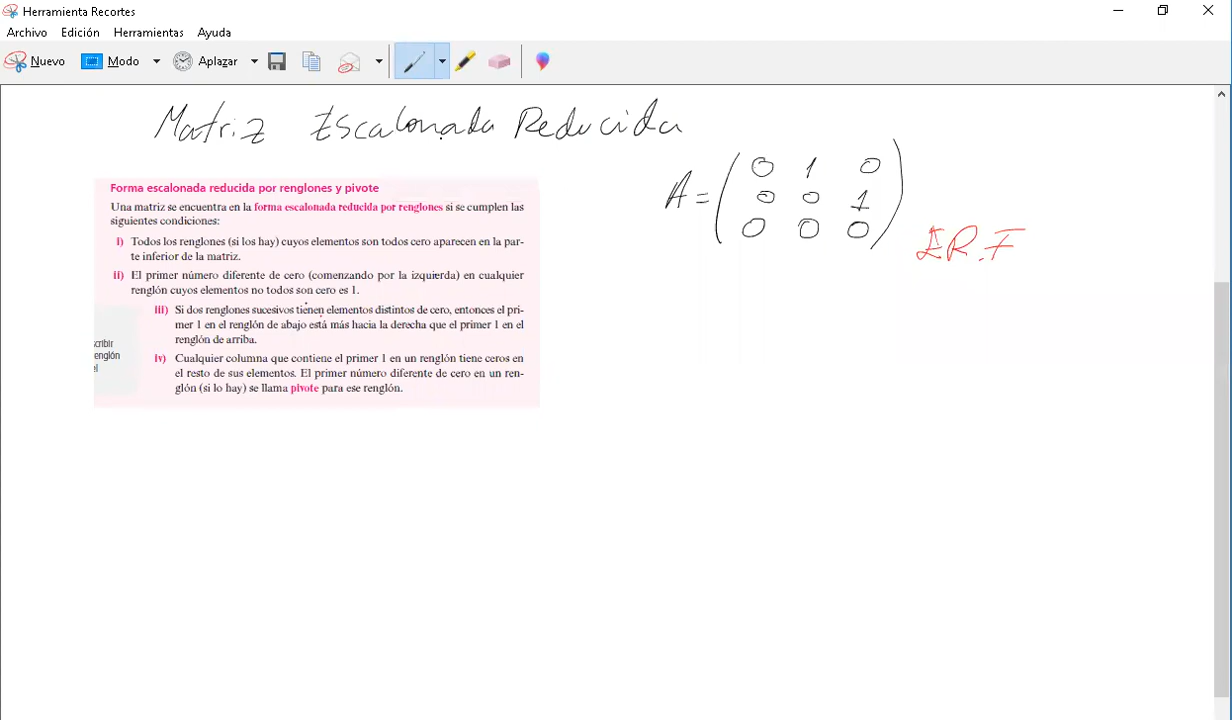 Herramienta Recortes
Archivo Edición Herramientas Ayuda
Nuevo Modo Aplazar
Matriz Escalonada Reducida
A = ( 0 1 0
0 0 1
0 0 0 )
E.R.F
Forma escalonada reducida por renglones y pivote
Una matriz se encuentra en la forma escalonada reducida por renglones si se cumplen las
siguientes condiciones:
i) Todos los renglones (si los hay) cuyos elementos son todos cero aparecen en la par-
te inferior de la matriz.
ii) El primer número diferente de cero (comenzando por la izquierda) en cualquier
renglón cuyos elementos no todos son cero es 1.
iii) Si dos renglones sucesivos tienen elementos distintos de cero, entonces el pri-
mer 1 en el renglón de abajo está más hacia la derecha que el primer 1 en el
renglón de arriba.
iv) Cualquier columna que contiene el primer 1 en un renglón tiene ceros en
el resto de sus elementos. El primer número diferente de cero en un ren-
glón (si lo hay) se llama pivote para ese renglón.
scribir
englón
el